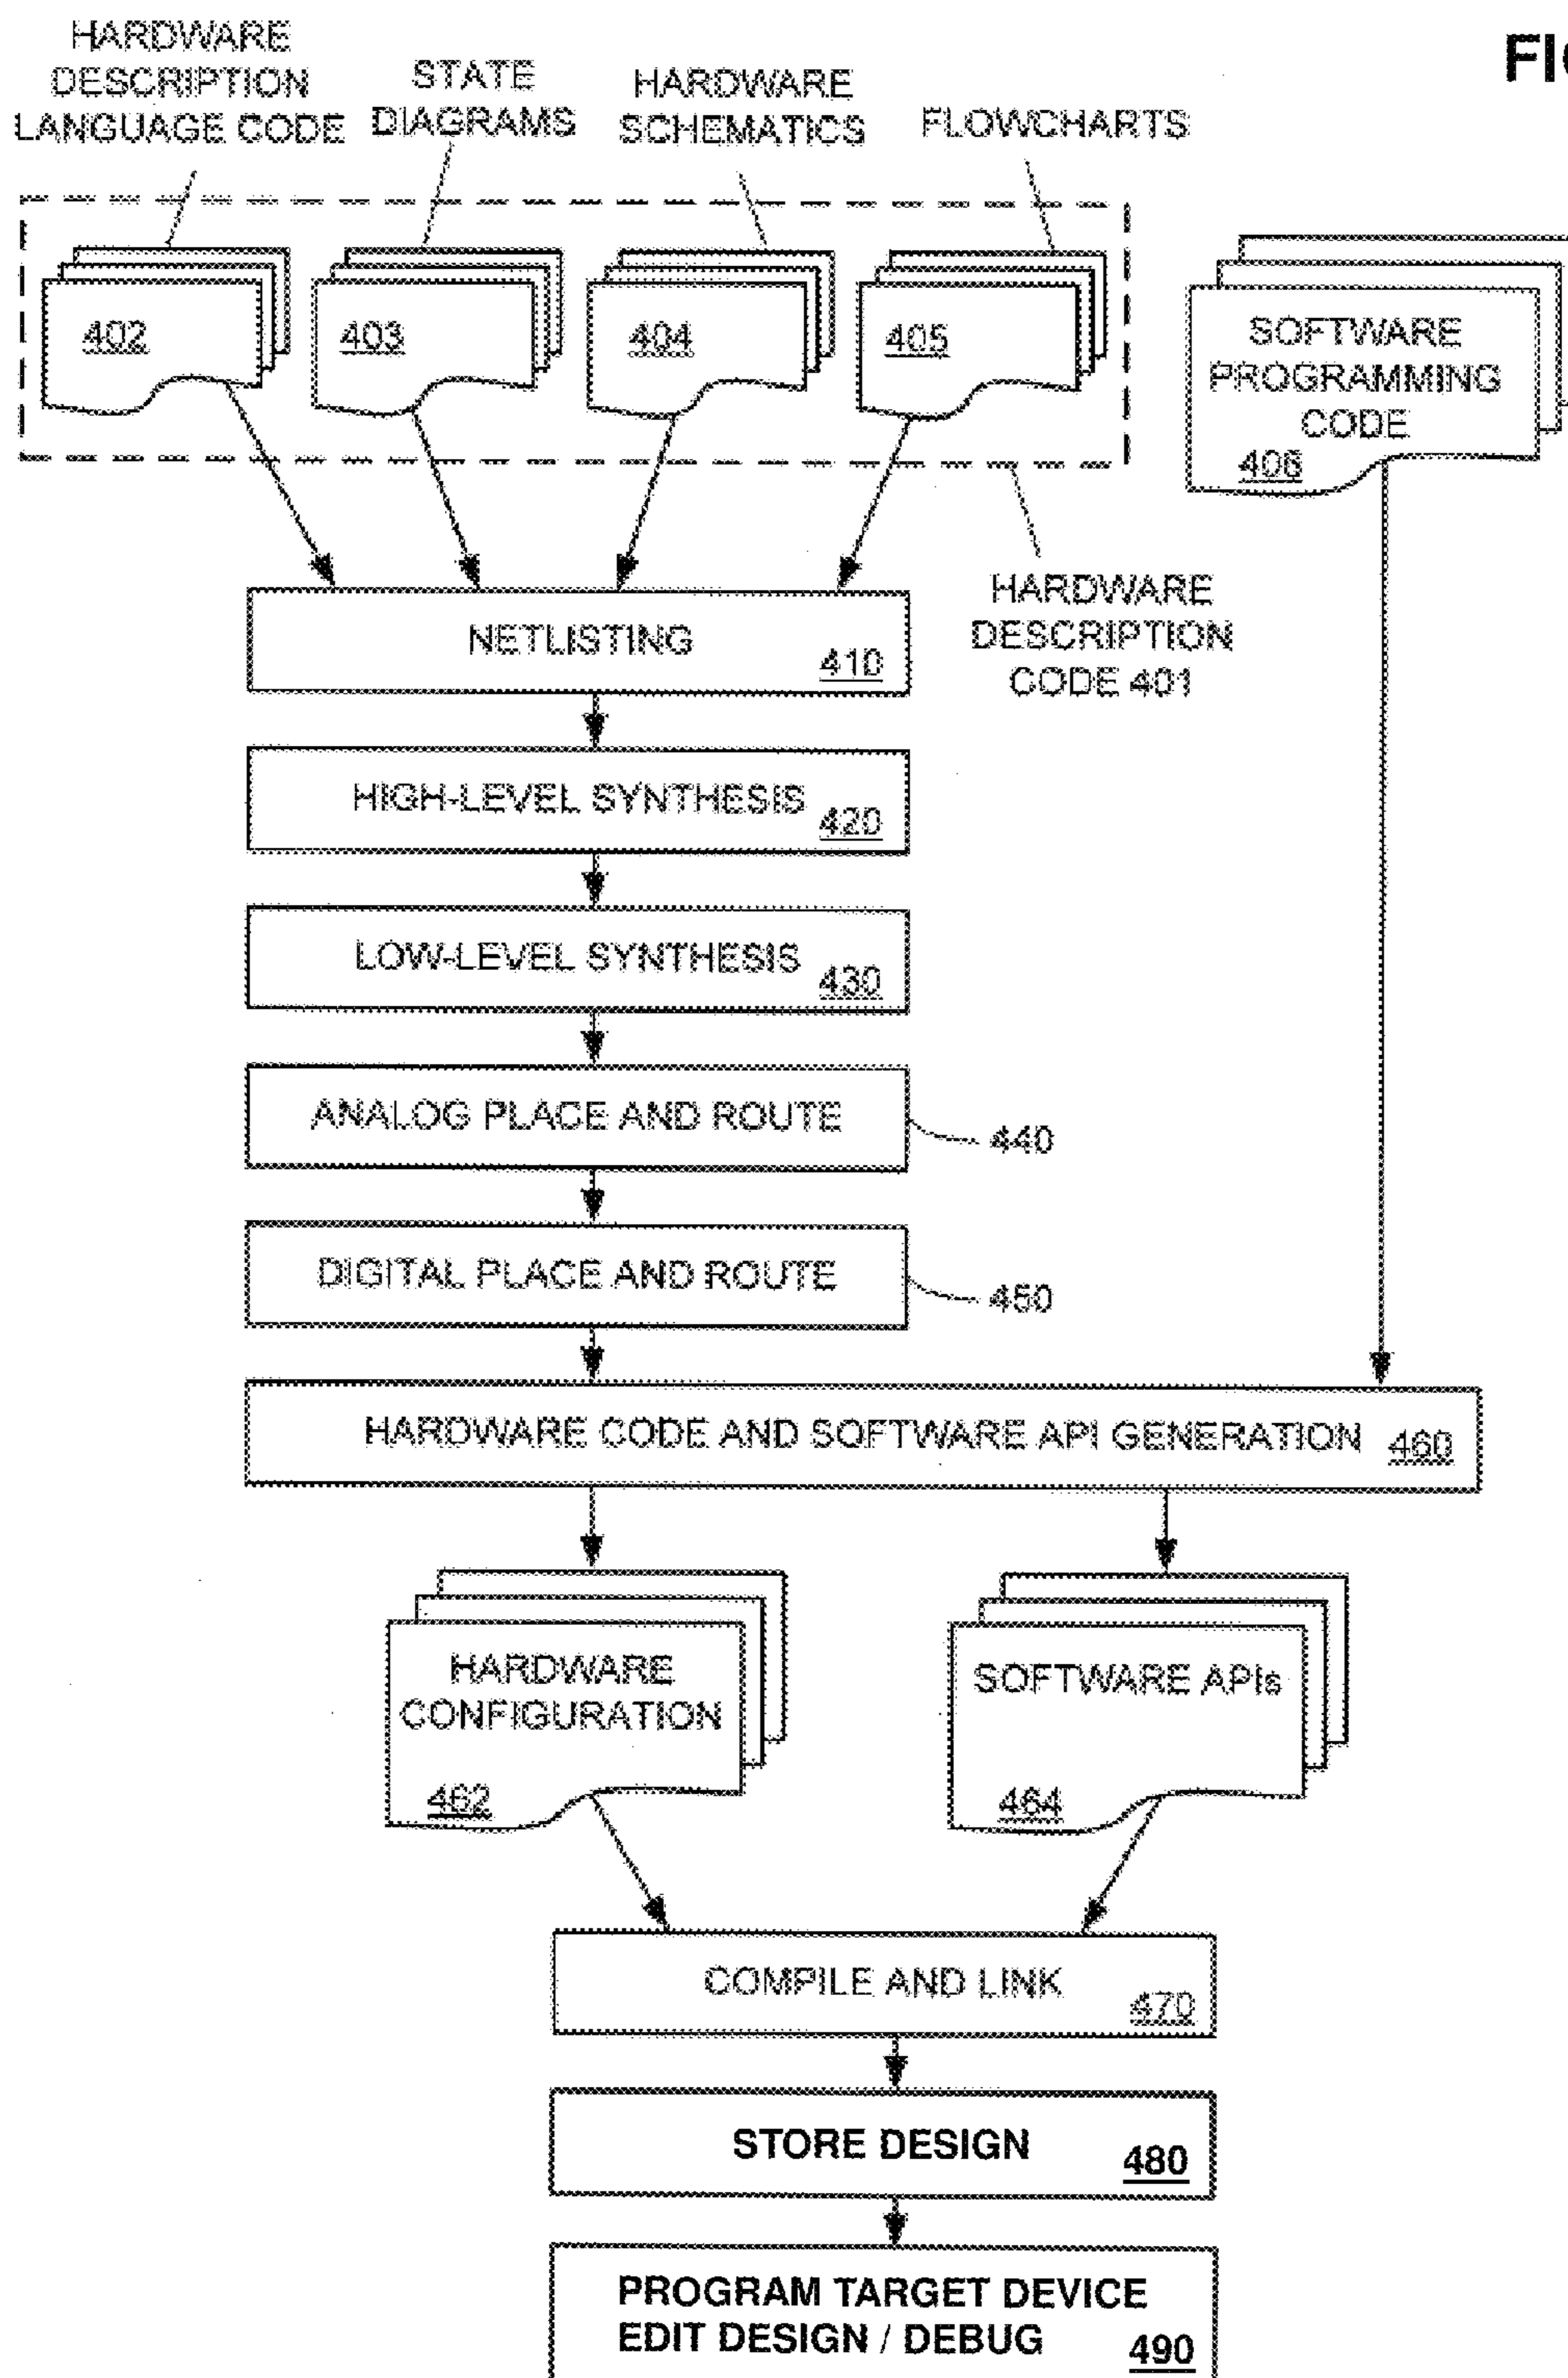 HARDWARE
DESCRIPTION
LANGUAGE CODE
STATE
DIAGRAMS
HARDWARE
SCHEMATICS
FLOWCHARTS
402
403
404
405
SOFTWARE
PROGRAMMING
CODE
406
HARDWARE
DESCRIPTION
CODE 401
NETLISTING
410
HIGH-LEVEL SYNTHESIS
420
LOW-LEVEL SYNTHESIS
430
ANALOG PLACE AND ROUTE
440
DIGITAL PLACE AND ROUTE
450
HARDWARE CODE AND SOFTWARE API GENERATION 460
HARDWARE
CONFIGURATION
462
SOFTWARE APIs
464
COMPILE AND LINK
470
STORE DESIGN
480
PROGRAM TARGET DEVICE
EDIT DESIGN / DEBUG
490